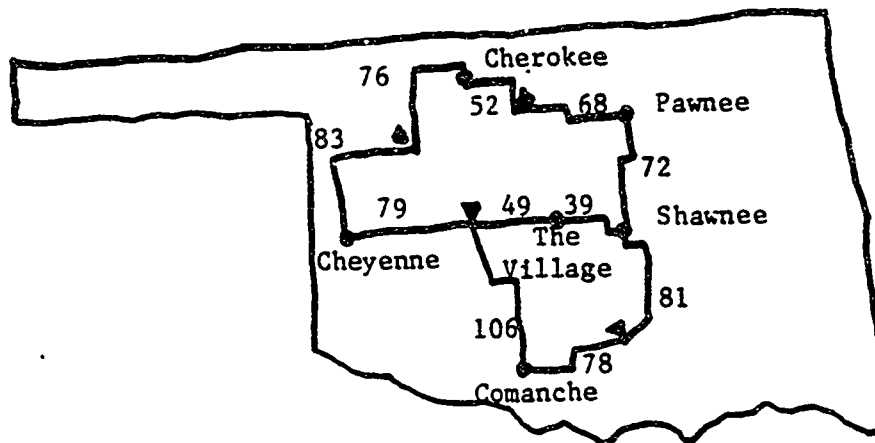 Cherokee
76
52
68
Pawnee
83
72
79
49
39
Shawnee
The
Village
Cheyenne
81
106
78
Comanche